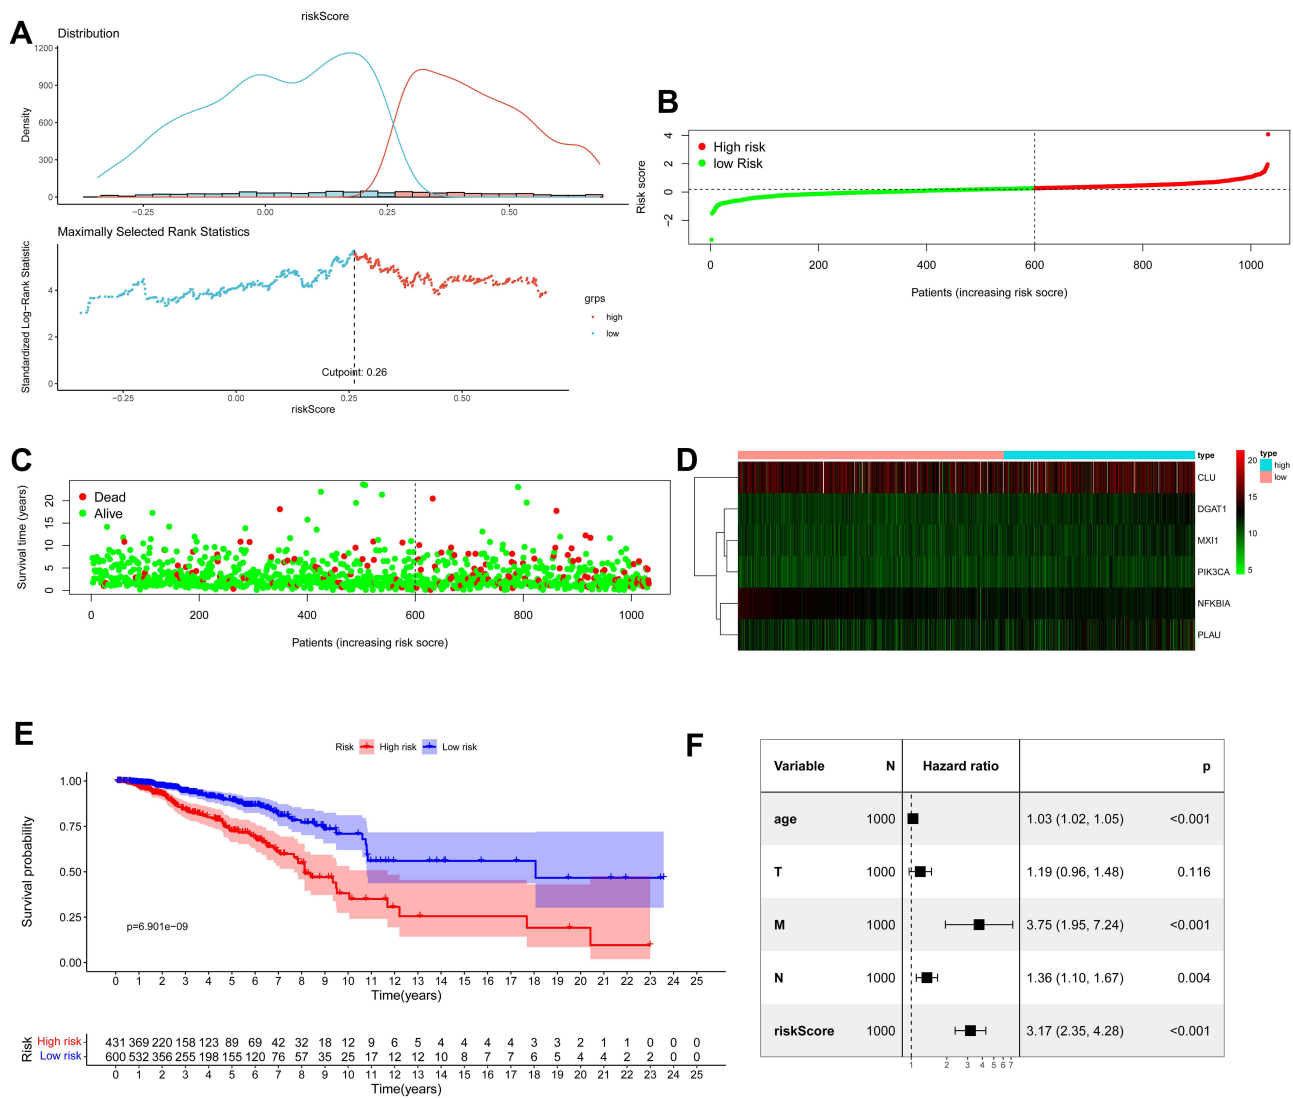 A
riskScore
Distribution
Density
1200
900
600
300
0
−0.25 0.00 0.25 0.50
Maximally Selected Rank Statistics
Standardized Log−Rank Statistic
4
2
0
Cutpoint: 0.26
−0.25 0.00 0.25 0.50
riskScore
grps
high
low
B
Risk score
4
2
0
−2
High risk
low Risk
0 200 400 600 800 1000
Patients (increasing risk socre)
C
Survival time (years)
20
15
10
5
0
Dead
Alive
0 200 400 600 800 1000
Patients (increasing risk socre)
D
type
CLU
DGAT1
MXI1
PIK3CA
NFKBIA
PLAU
20
15
10
5
type
high
low
E
Risk High risk Low risk
Survival probability
1.00
0.75
0.50
0.25
0.00
p=6.901e−09
0 1 2 3 4 5 6 7 8 9 10 11 12 13 14 15 16 17 18 19 20 21 22 23 24 25
Time(years)
Risk
High risk 431 369 220 158 123 89 69 42 32 18 12 9 6 5 4 4 4 4 3 3 2 1 1 0 0 0
Low risk 600 532 356 255 198 155 120 76 57 35 25 17 12 12 10 8 7 7 6 5 4 4 2 2 0 0
0 1 2 3 4 5 6 7 8 9 10 11 12 13 14 15 16 17 18 19 20 21 22 23 24 25
Time(years)
F
Variable N Hazard ratio p
age 1000 1.03 (1.02, 1.05) <0.001
T 1000 1.19 (0.96, 1.48) 0.116
M 1000 3.75 (1.95, 7.24) <0.001
N 1000 1.36 (1.10, 1.67) 0.004
riskScore 1000 3.17 (2.35, 4.28) <0.001
1 2 3 4 5 6 7